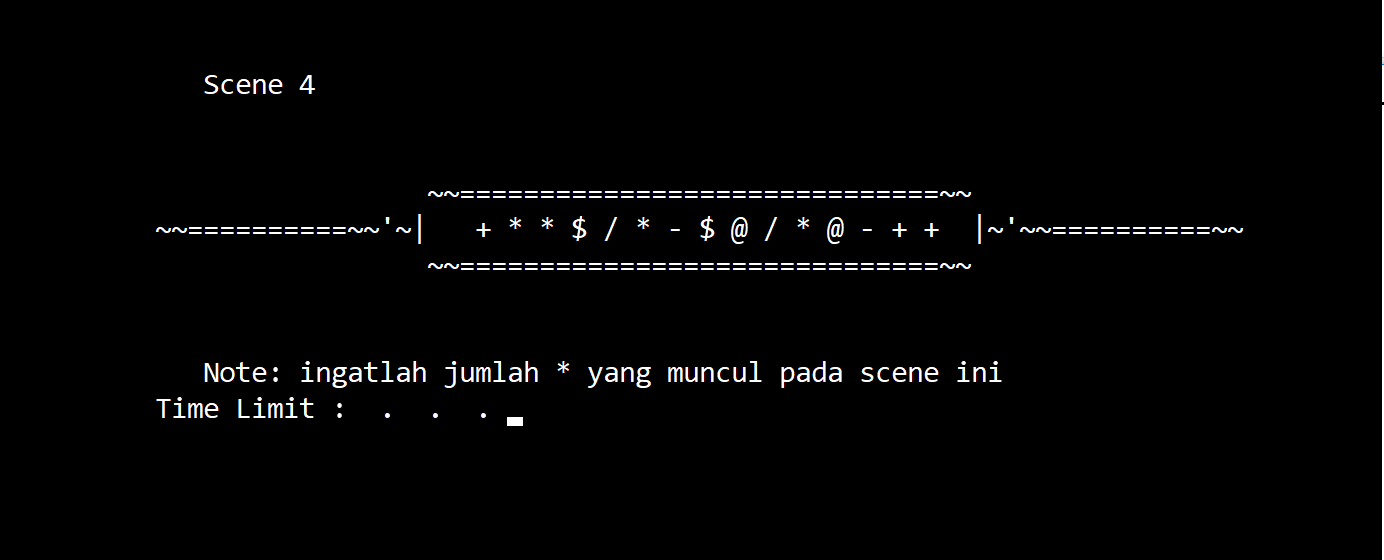 Scene 4
~~==============================~~
~~==========~~'~|   + * * $ / * - $ @ / * @ - + +  |~'~~==========~~
~~==============================~~
Note: ingatlah jumlah * yang muncul pada scene ini
Time Limit :  .  .  . _